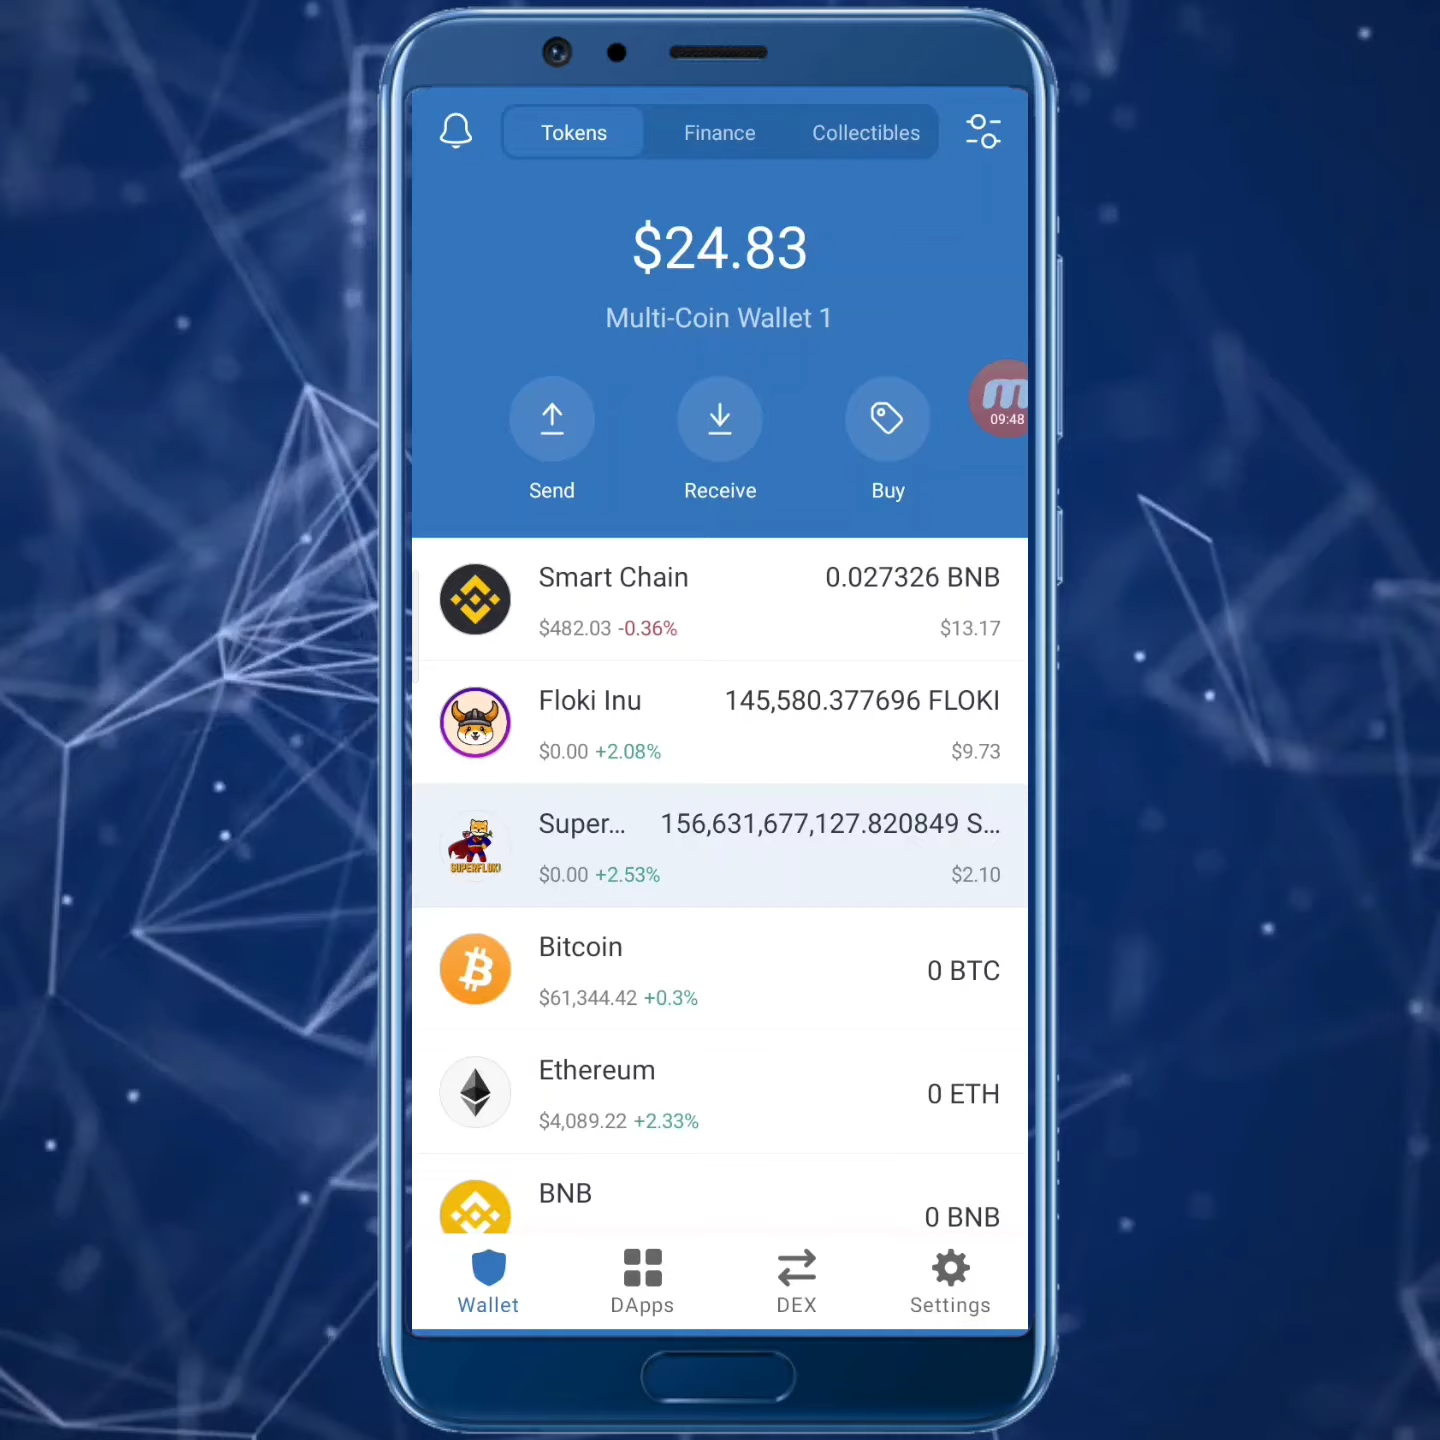 Tokens Finance Collectibles
$24.83
Multi-Coin Wallet 1
m
09:48
Send Receive Buy
Smart Chain 0.027326 BNB
$482.03 -0.36% $13.17
Floki Inu 145,580.377696 FLOKI
$0.00 +2.08% $9.73
Super... 156,631,677,127.820849 S...
SUPERFLOKI
$0.00 +2.53% $2.10
Bitcoin
0 BTC
$61,344.42 +0.3%
Ethereum
0 ETH
$4,089.22 +2.33%
BNB
0 BNB
Wallet DApps DEX Settings